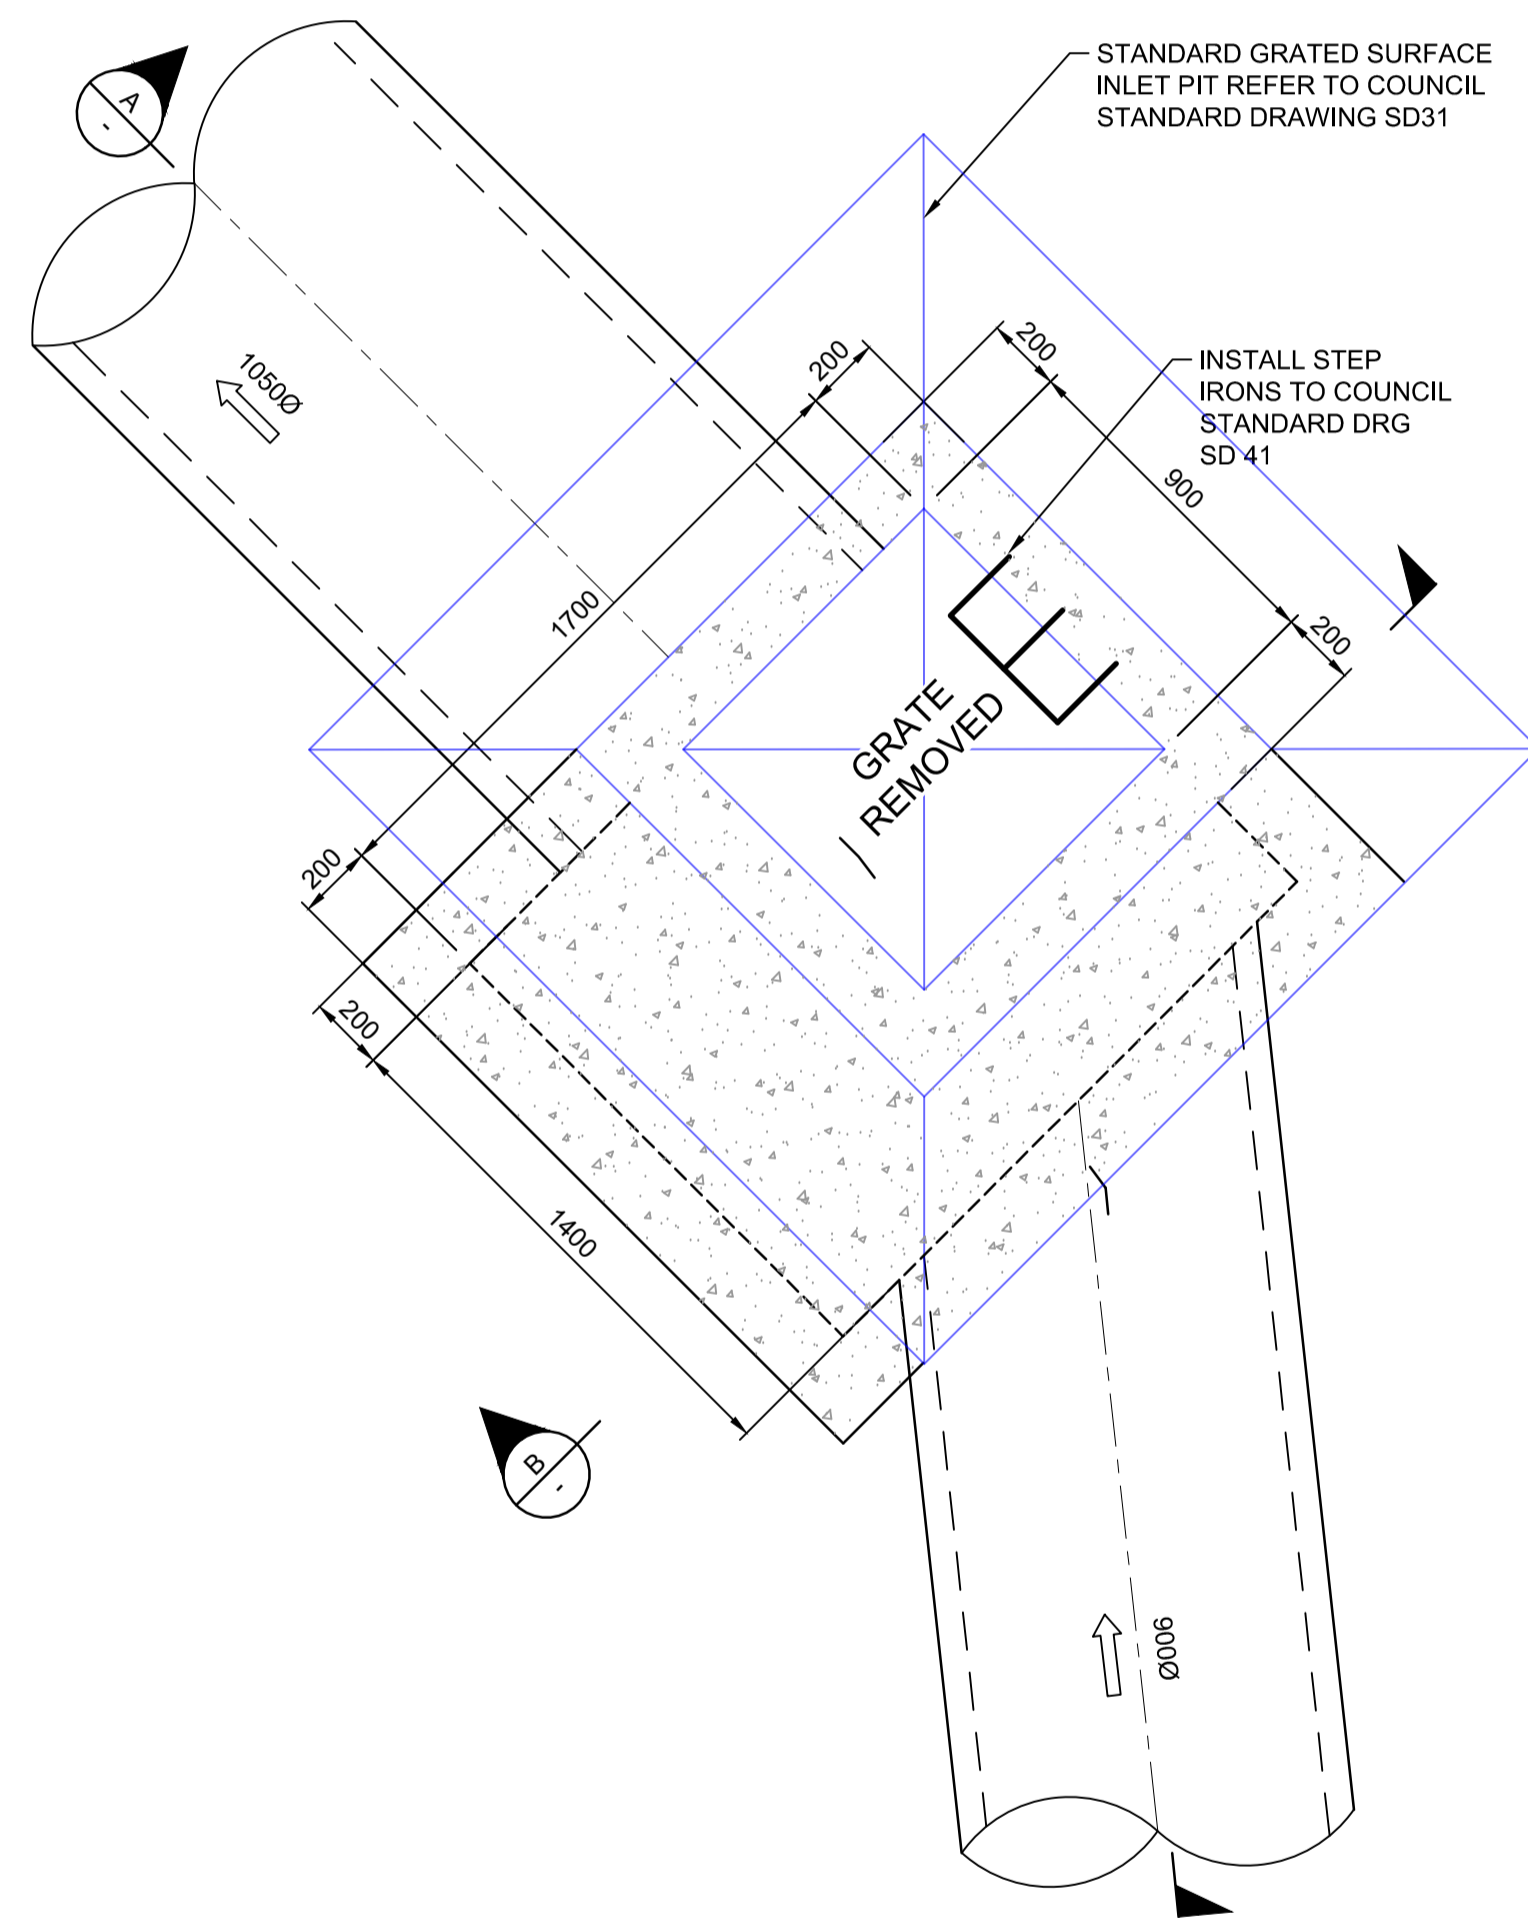 STANDARD GRATED SURFACE
INLET PIT REFER TO COUNCIL
STANDARD DRAWING SD31
A
-
200
200
INSTALL STEP
IRONS TO COUNCIL
STANDARD DRG
SD 41
1050Ø
900
1700
200
GRATE
REMOVED
200
200
1400
B
-
900Ø